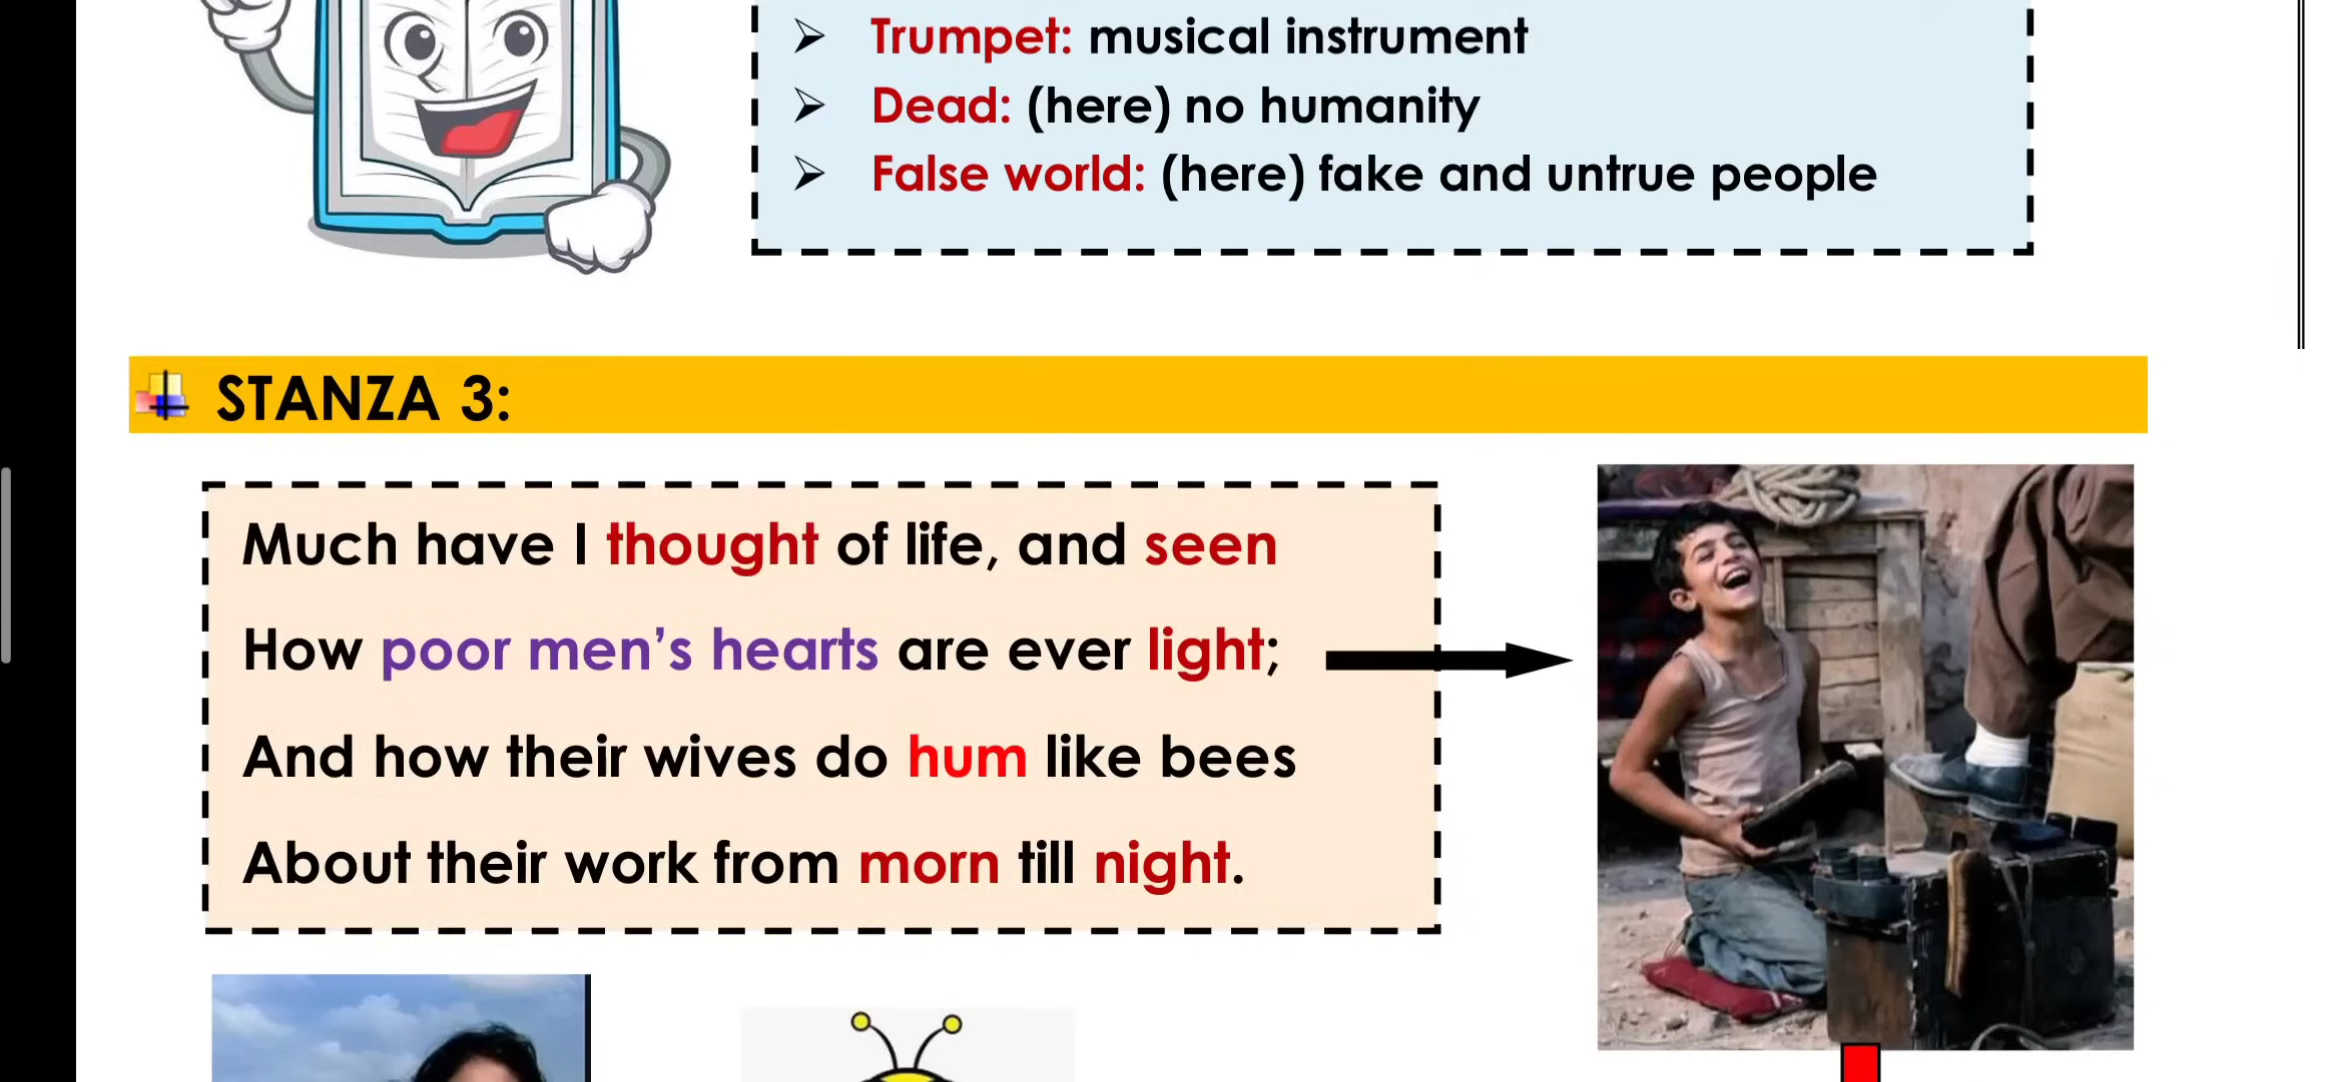 ➢ Trumpet: musical instrument
➢ Dead: (here) no humanity
➢ False world: (here) fake and untrue people
STANZA 3:
Much have I thought of life, and seen
How poor men’s hearts are ever light;
And how their wives do hum like bees
About their work from morn till night.